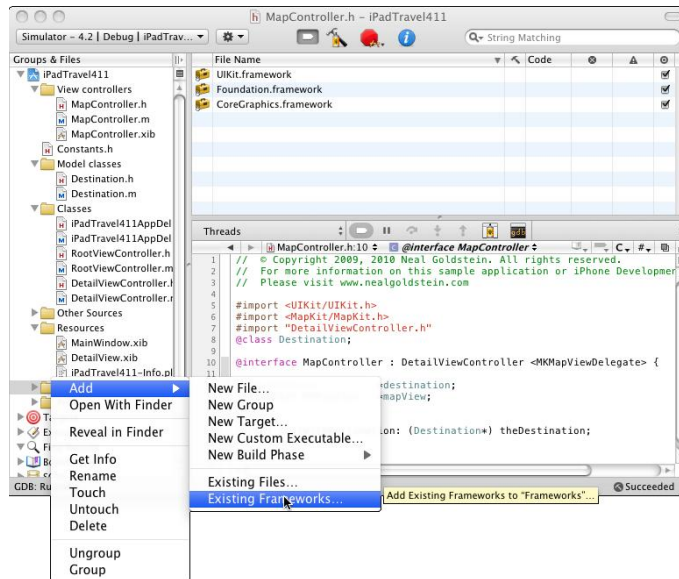 MapController.h – iPadTravel411
Simulator – 4.2 | Debug | iPadTrav...
String Matching
Groups & Files
File Name
Code
iPadTravel411
View controllers
MapController.h
MapController.m
MapController.xib
Constants.h
Model classes
Destination.h
Destination.m
Classes
iPadTravel411AppDel
iPadTravel411AppDel
RootViewController.h
RootViewController.m
DetailViewController.h
DetailViewController.r
Other Sources
Resources
MainWindow.xib
DetailView.xib
iPadTravel411-Info.pl
UIKit.framework
Foundation.framework
CoreGraphics.framework
Threads
gdb
MapController.h:10
@interface MapController
C
#
1 // © Copyright 2009, 2010 Neal Goldstein. All rights reserved.
2 // For more information on this sample application or iPhone Developmer
3 // Please visit www.nealgoldstein.com
4
5 #import <UIKit/UIKit.h>
6 #import <MapKit/MapKit.h>
7 #import "DetailViewController.h"
8 @class Destination;
9
10 @interface MapController : DetailViewController <MKMapViewDelegate> {
11
destination;
mapView;
on: (Destination*) theDestination;
Add
Open With Finder
Reveal in Finder
Get Info
Rename
Touch
Untouch
Delete
Ungroup
Group
New File...
New Group
New Target...
New Custom Executable...
New Build Phase
Existing Files...
Existing Frameworks...
Add Existing Frameworks to "Frameworks"...
GDB: Ru
Succeeded